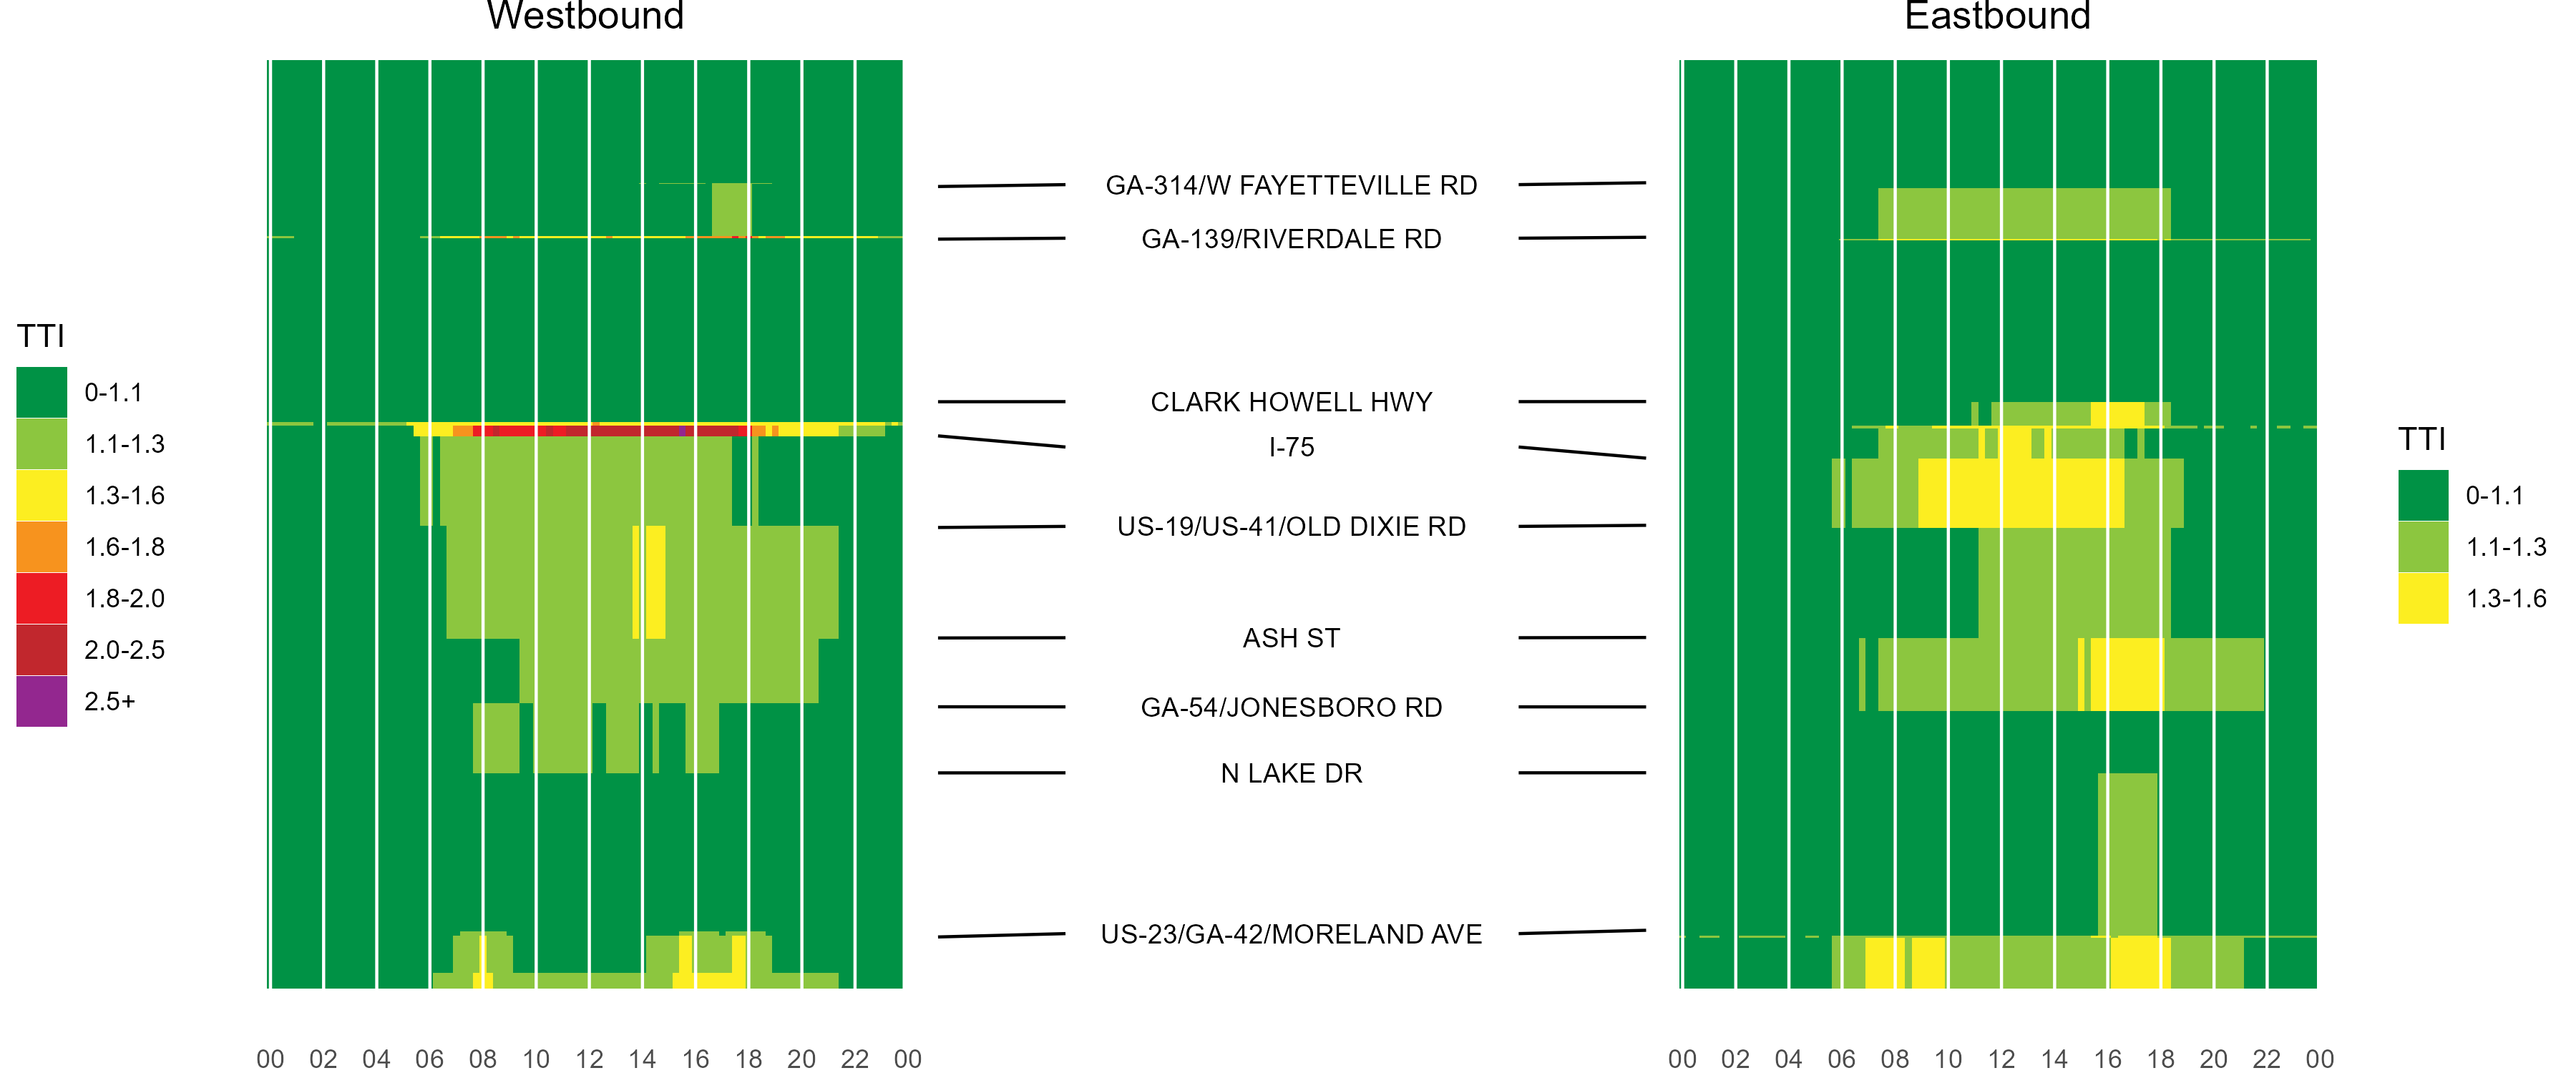 Westbound
Eastbound
GA-314/W FAYETTEVILLE RD
GA-139/RIVERDALE RD
CLARK HOWELL HWY
I-75
US-19/US-41/OLD DIXIE RD
ASH ST
GA-54/JONESBORO RD
N LAKE DR
US-23/GA-42/MORELAND AVE
TTI
0-1.1
1.1-1.3
1.3-1.6
1.6-1.8
1.8-2.0
2.0-2.5
2.5+
TTI
0-1.1
1.1-1.3
1.3-1.6
00 02 04 06 08 10 12 14 16 18 20 22 00
00 02 04 06 08 10 12 14 16 18 20 22 00